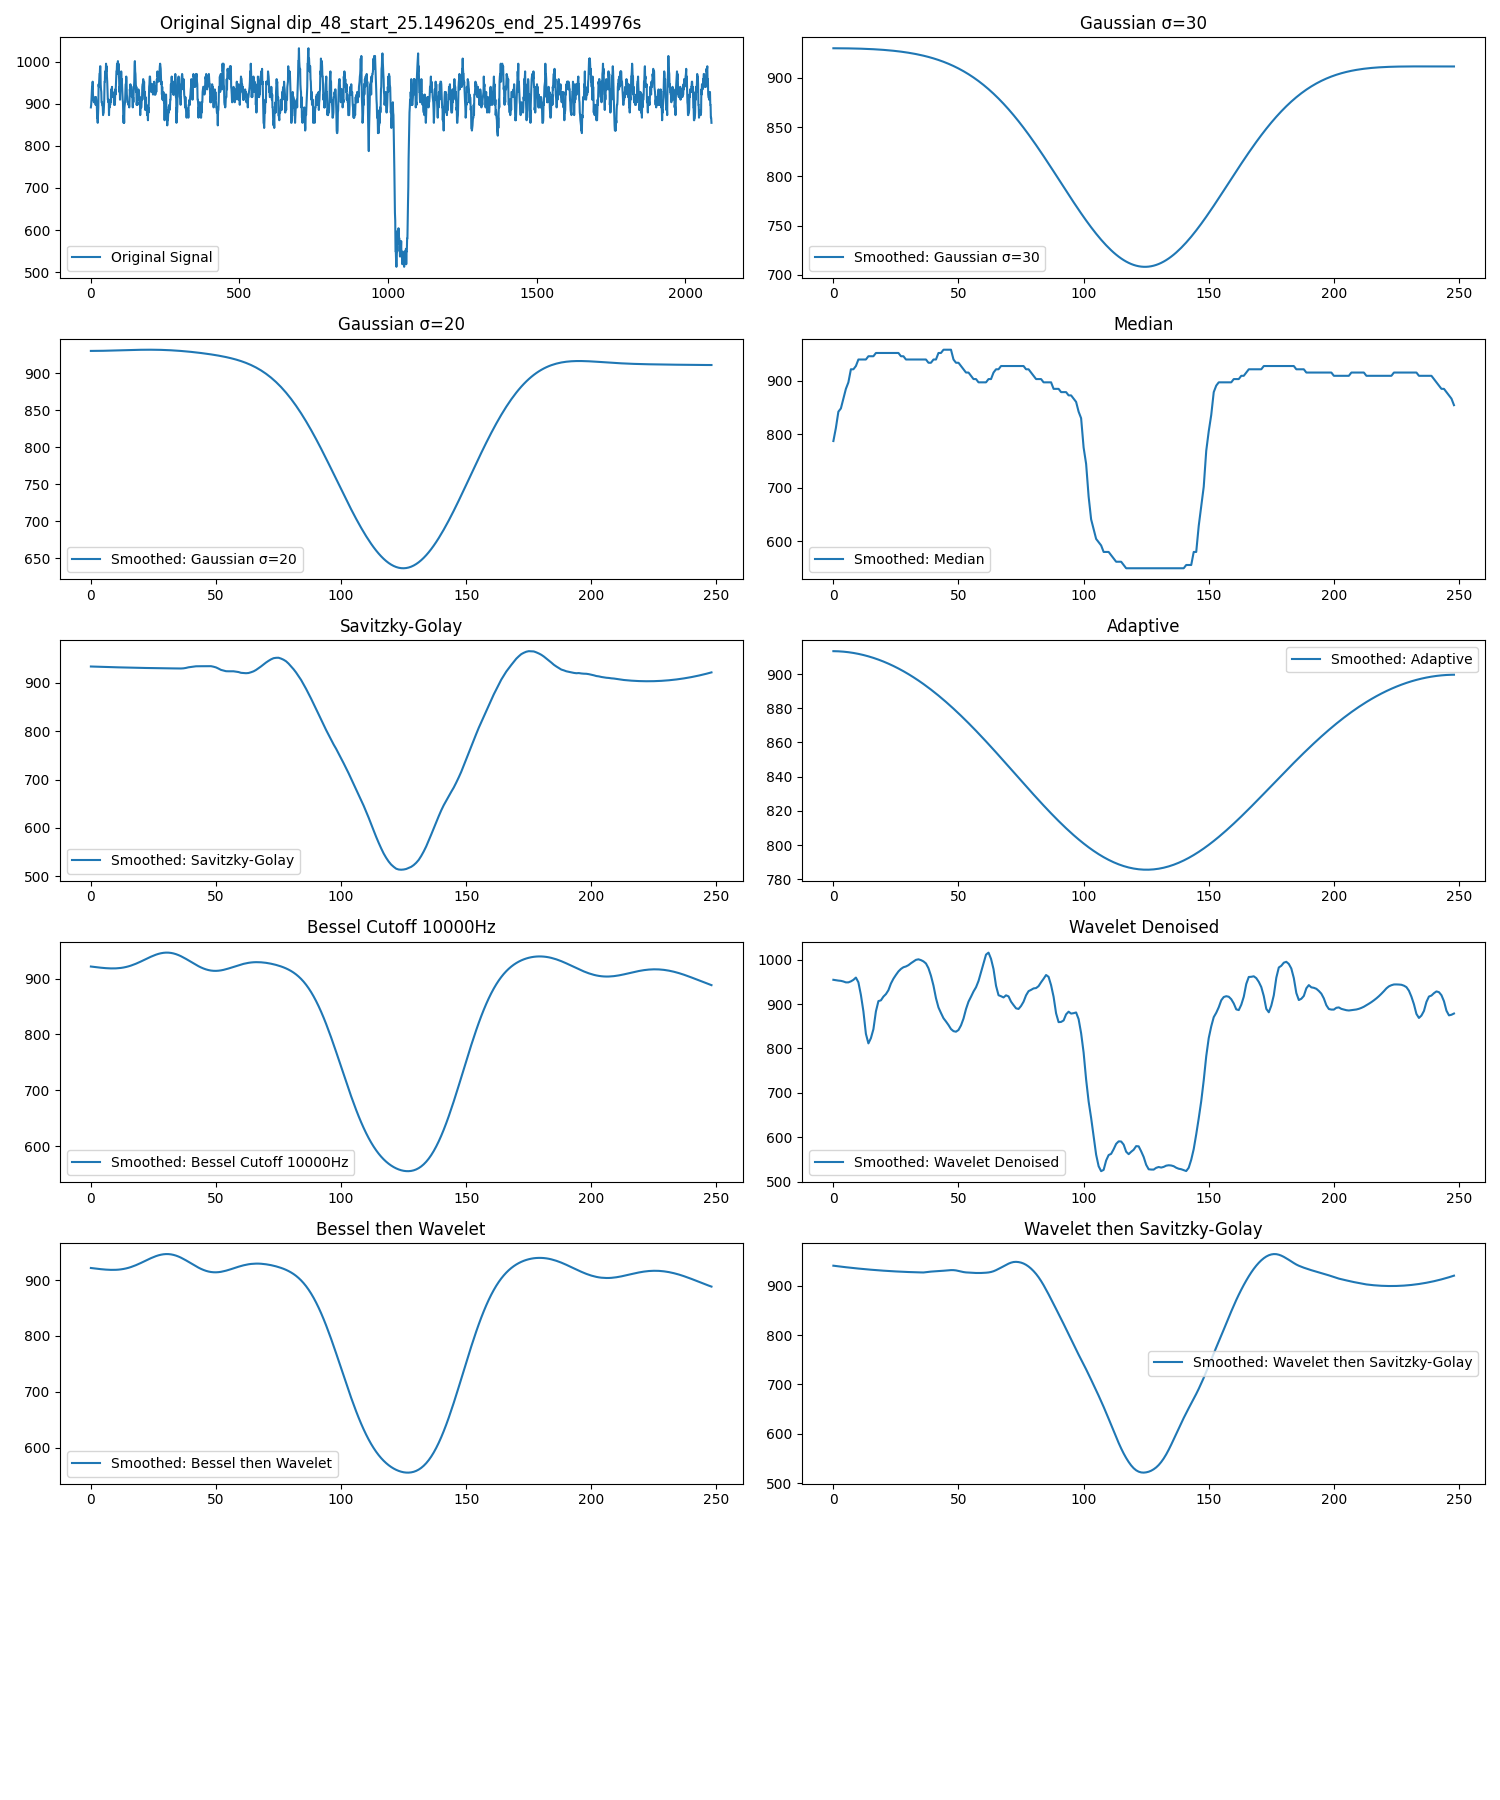 Original Signal dip_48_start_25.149620s_end_25.149976s
1000
900
800
700
600
500
Original Signal
0 500 1000 1500 2000
Gaussian σ=30
900
850
800
750
700
Smoothed: Gaussian σ=30
0 50 100 150 200 250
Gaussian σ=20
900
850
800
750
700
650
Smoothed: Gaussian σ=20
0 50 100 150 200 250
Median
900
800
700
600
Smoothed: Median
0 50 100 150 200 250
Savitzky-Golay
900
800
700
600
500
Smoothed: Savitzky-Golay
0 50 100 150 200 250
Adaptive
Smoothed: Adaptive
900
880
860
840
820
800
780
0 50 100 150 200 250
Bessel Cutoff 10000Hz
900
800
700
600
Smoothed: Bessel Cutoff 10000Hz
0 50 100 150 200 250
Wavelet Denoised
1000
900
800
700
600
500
Smoothed: Wavelet Denoised
0 50 100 150 200 250
Bessel then Wavelet
900
800
700
600
Smoothed: Bessel then Wavelet
0 50 100 150 200 250
Wavelet then Savitzky-Golay
900
800
700
600
500
Smoothed: Wavelet then Savitzky-Golay
0 50 100 150 200 250